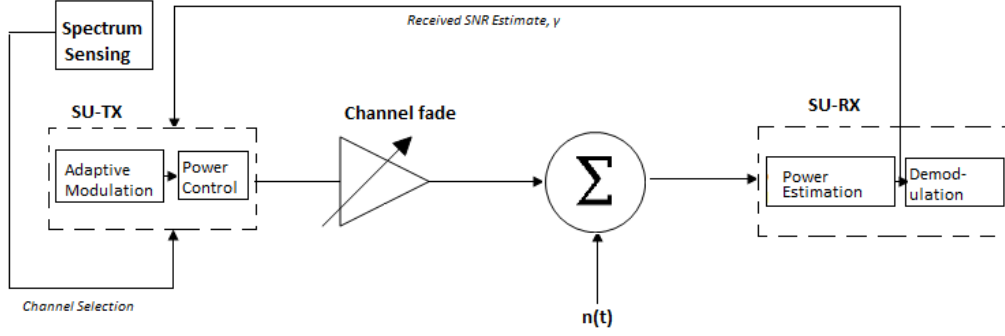 Received SNR Estimate, γ
Spectrum
Sensing
SU-TX
Channel fade
SU-RX
Adaptive
Modulation
Power
Control
Σ
Power
Estimation
Demod-
ulation
Channel Selection
n(t)